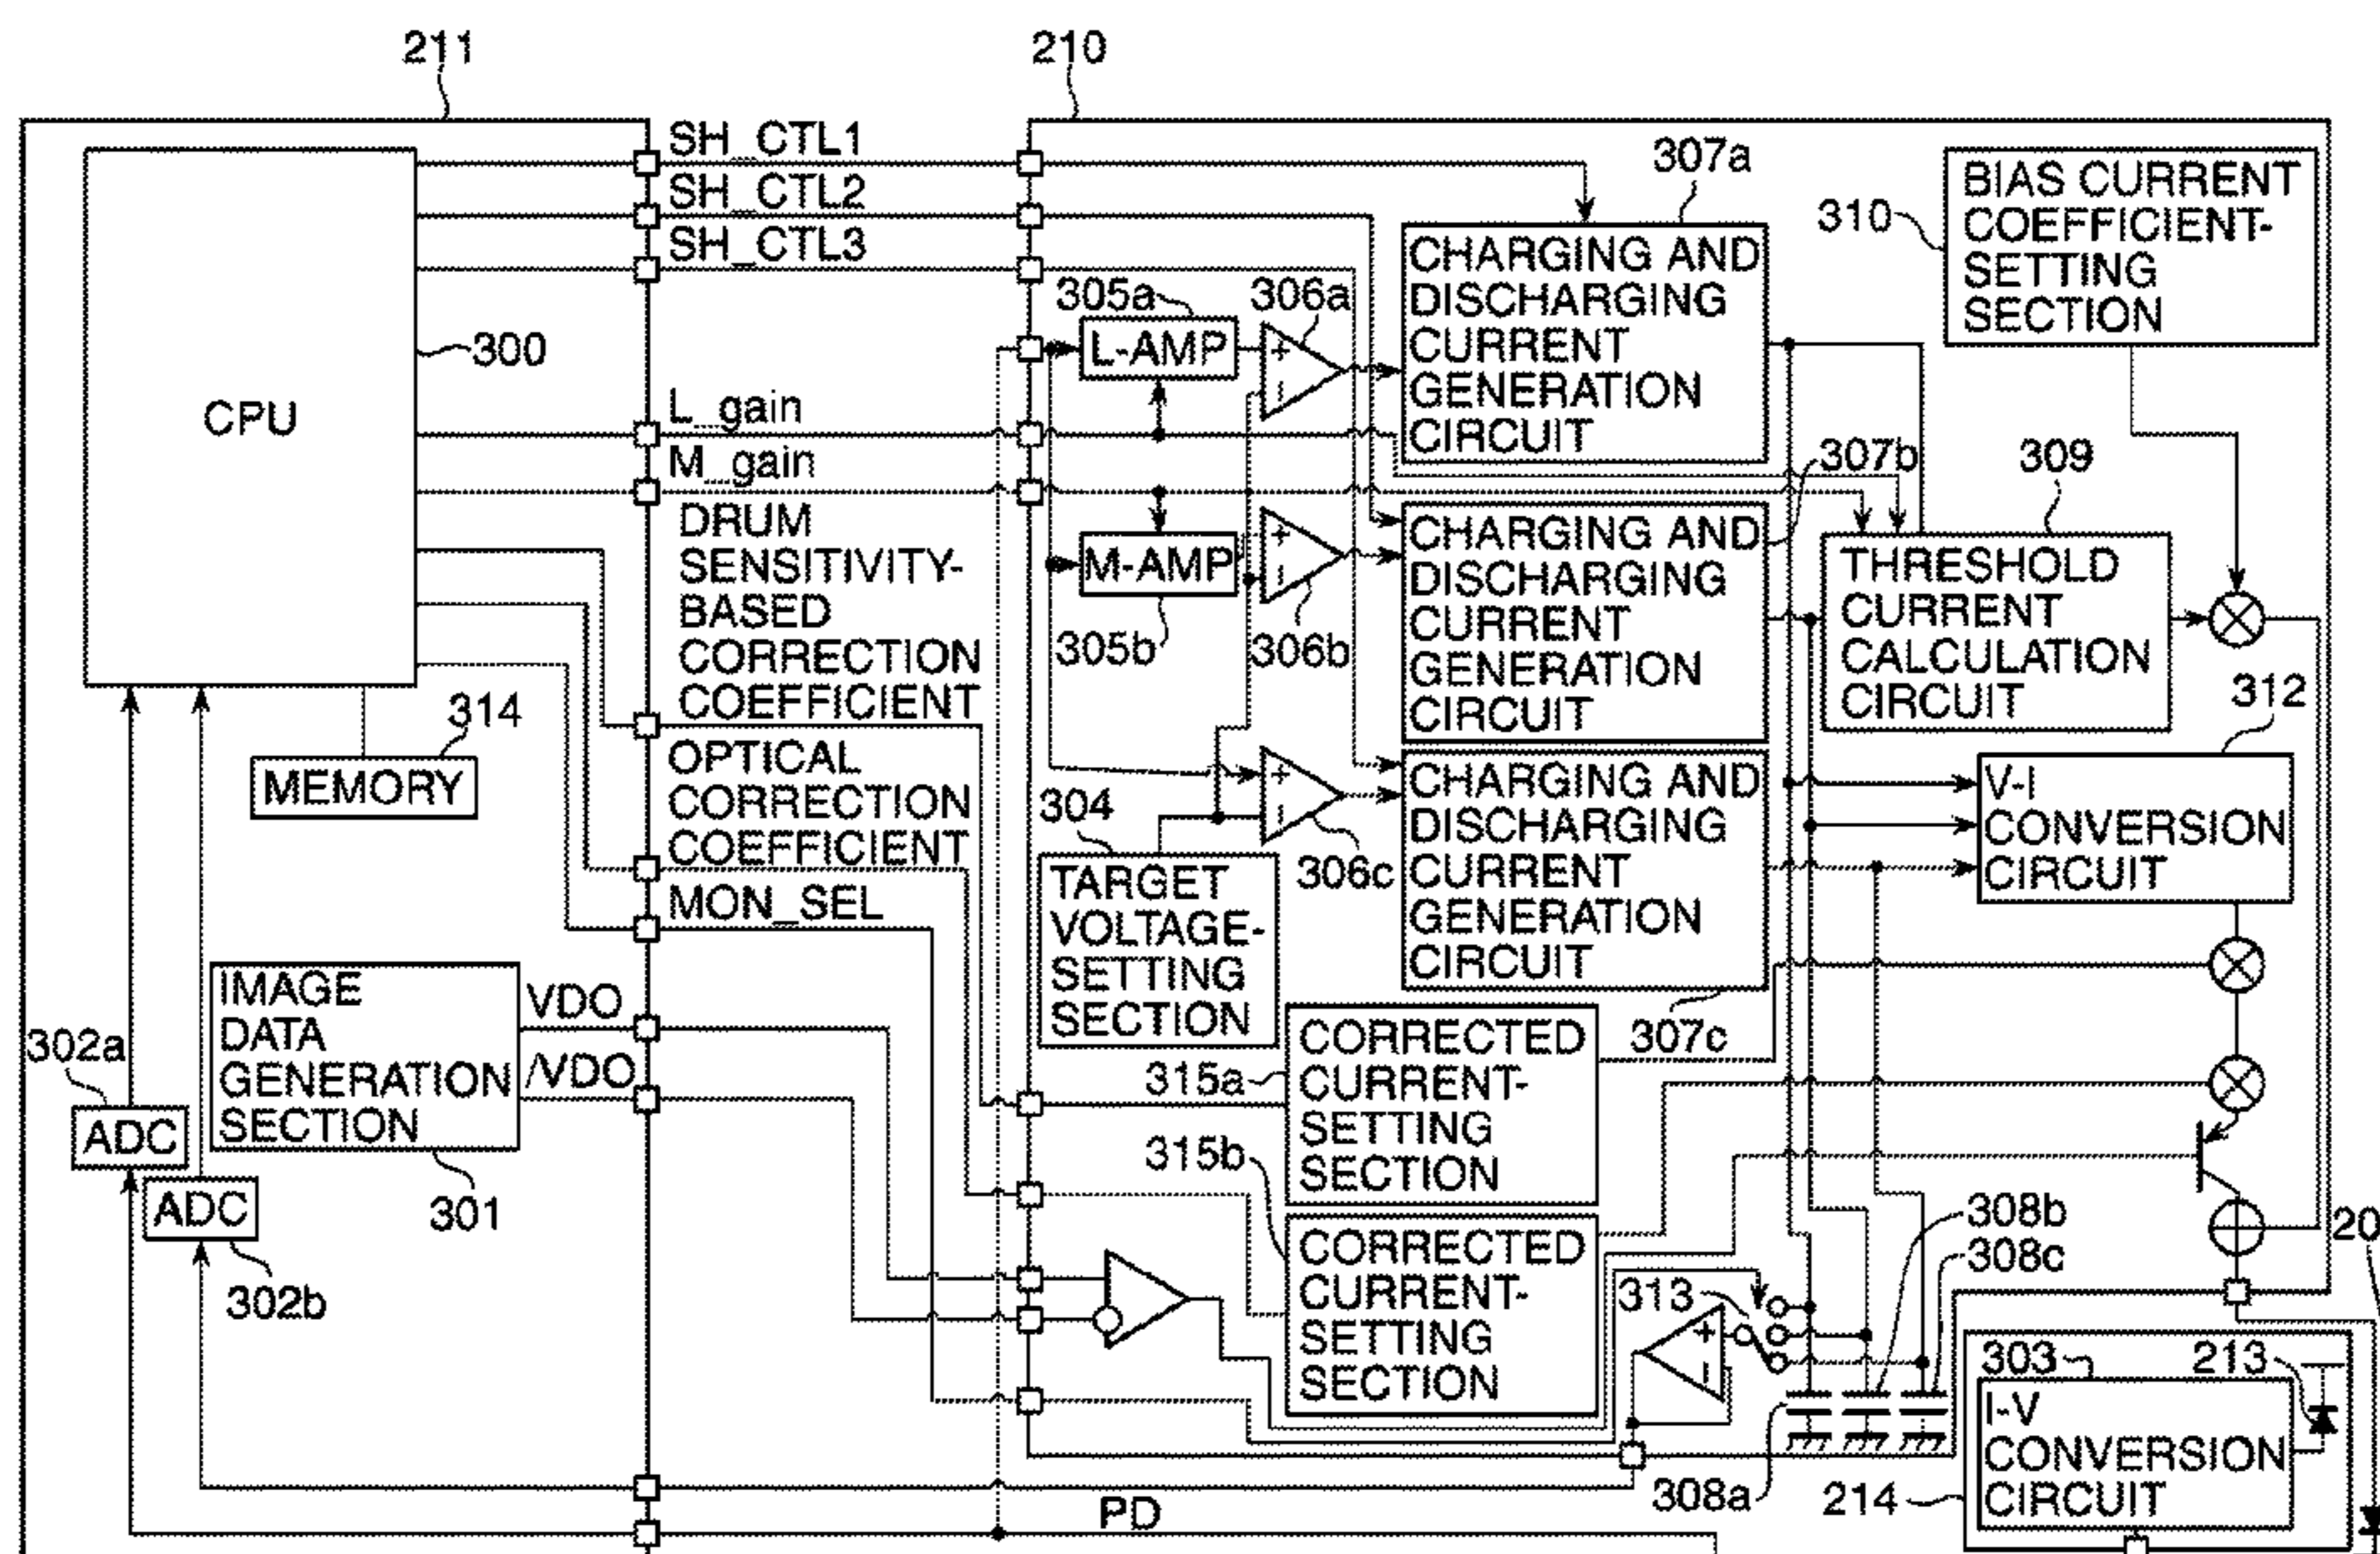 211
210
SH_CTL1
SH_CTL2
SH_CTL3
307a
BIAS CURRENT
COEFFICIENT-
SETTING
SECTION
310
CPU
300
305a
L-AMP
306a
CHARGING AND
DISCHARGING
CURRENT
GENERATION
CIRCUIT
L_gain
M_gain
307b
309
DRUM
SENSITIVITY-
BASED
CORRECTION
COEFFICIENT
M-AMP
305b
306b
CHARGING AND
DISCHARGING
CURRENT
GENERATION
CIRCUIT
THRESHOLD
CURRENT
CALCULATION
CIRCUIT
312
314
MEMORY
OPTICAL
CORRECTION
COEFFICIENT
MON_SEL
304
TARGET
VOLTAGE-
SETTING
SECTION
306c
CHARGING AND
DISCHARGING
CURRENT
GENERATION
CIRCUIT
307c
V-I
CONVERSION
CIRCUIT
IMAGE
DATA
GENERATION
SECTION
VDO
/VDO
302a
ADC
301
ADC
302b
315a
CORRECTED
CURRENT-
SETTING
SECTION
315b
CORRECTED
CURRENT-
SETTING
SECTION
313
308b
308c
20
308a
303
213
I-V
CONVERSION
CIRCUIT
214
PD